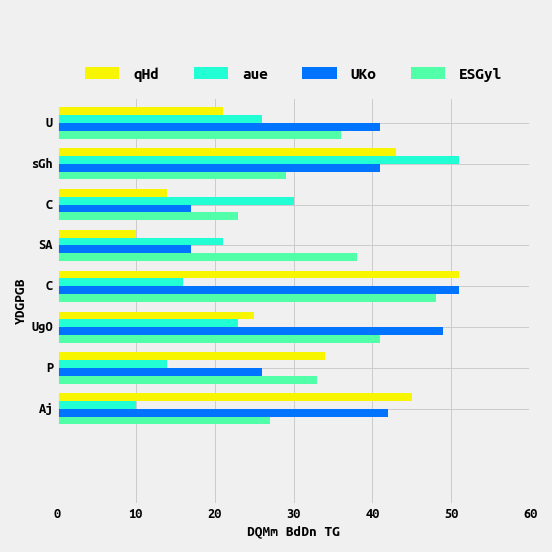 qHd aue UKo ESGyl
U
sGh
C
SA
C
UgO
P
Aj
YDGPGB
0 10 20 30 40 50 60
DQMm BdDn TG